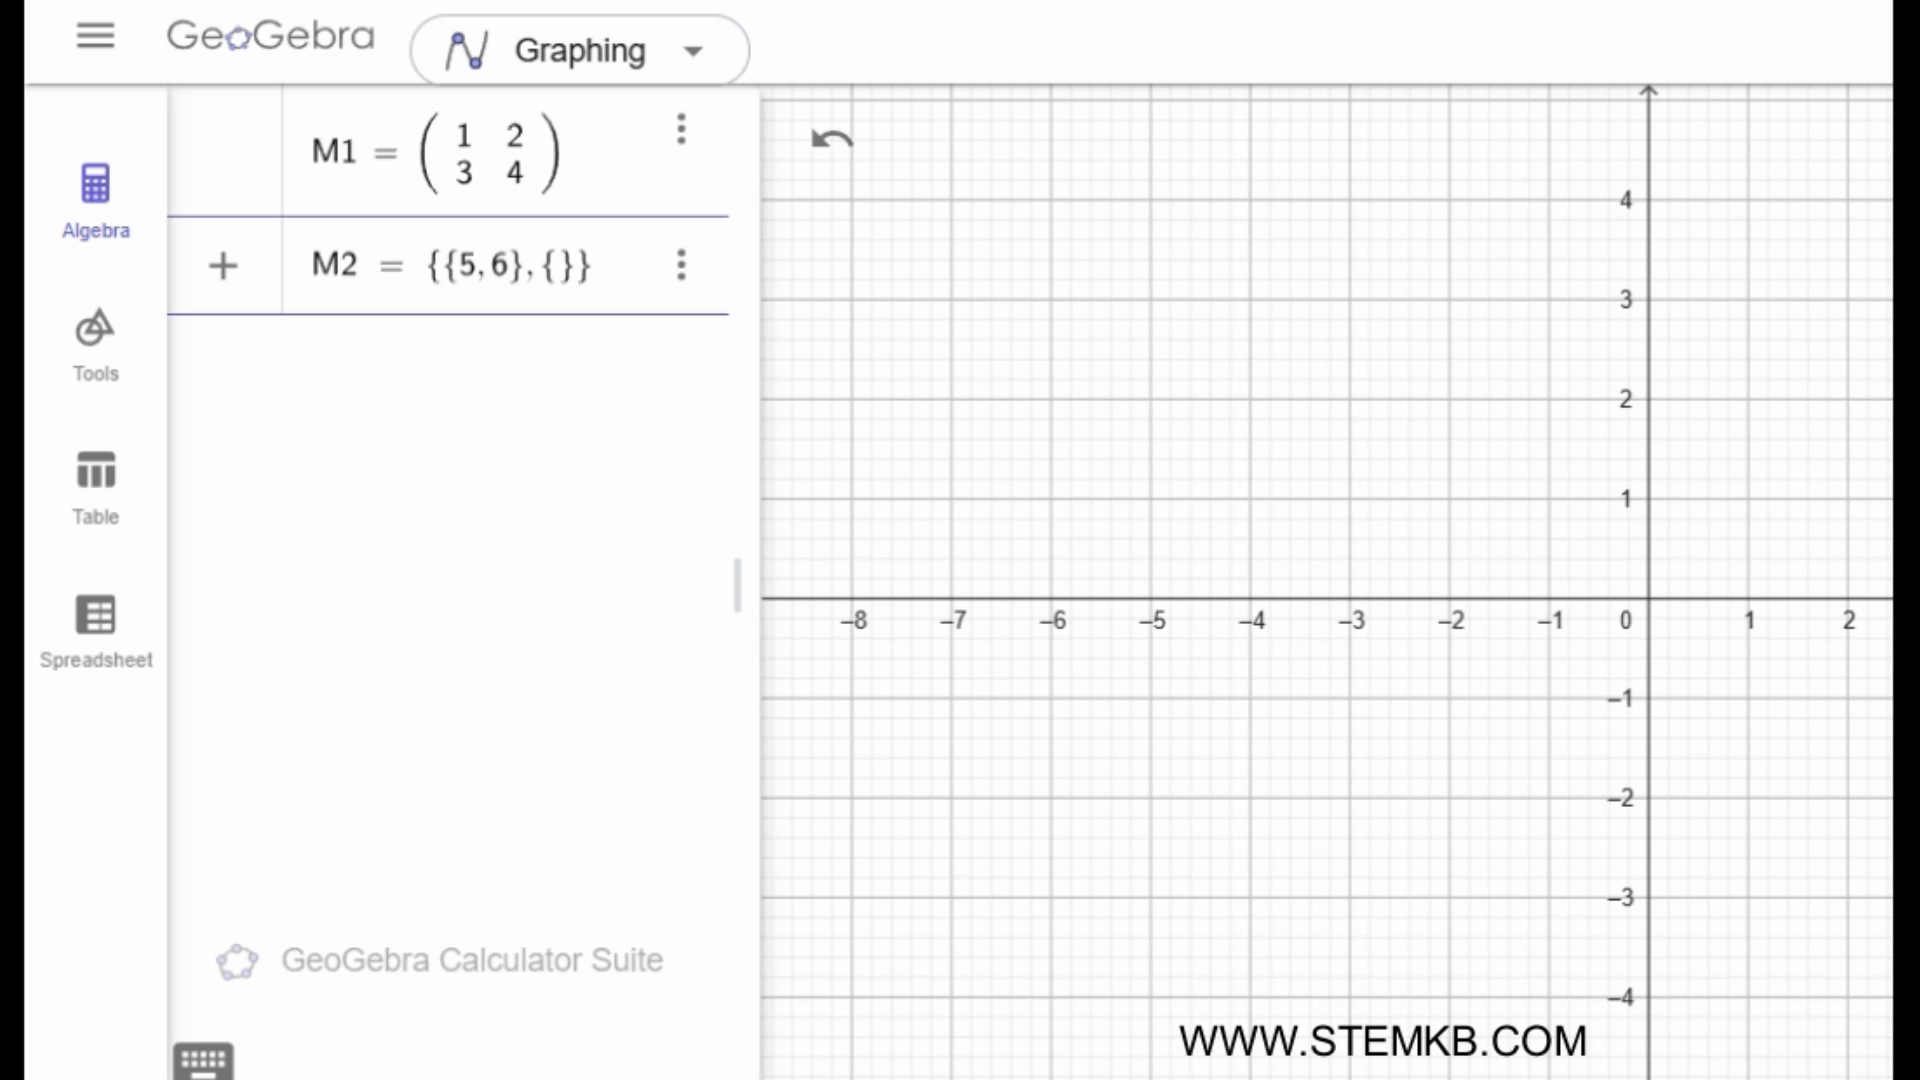 GeoGebra
Graphing
M1 = ( 1 2
3 4 )
Algebra
+ M2 = {{5,6},{}}
Tools
Table
Spreadsheet
GeoGebra Calculator Suite
4
3
2
1
–8 –7 –6 –5 –4 –3 –2 –1 0 1 2
–1
–2
–3
–4
WWW.STEMKB.COM